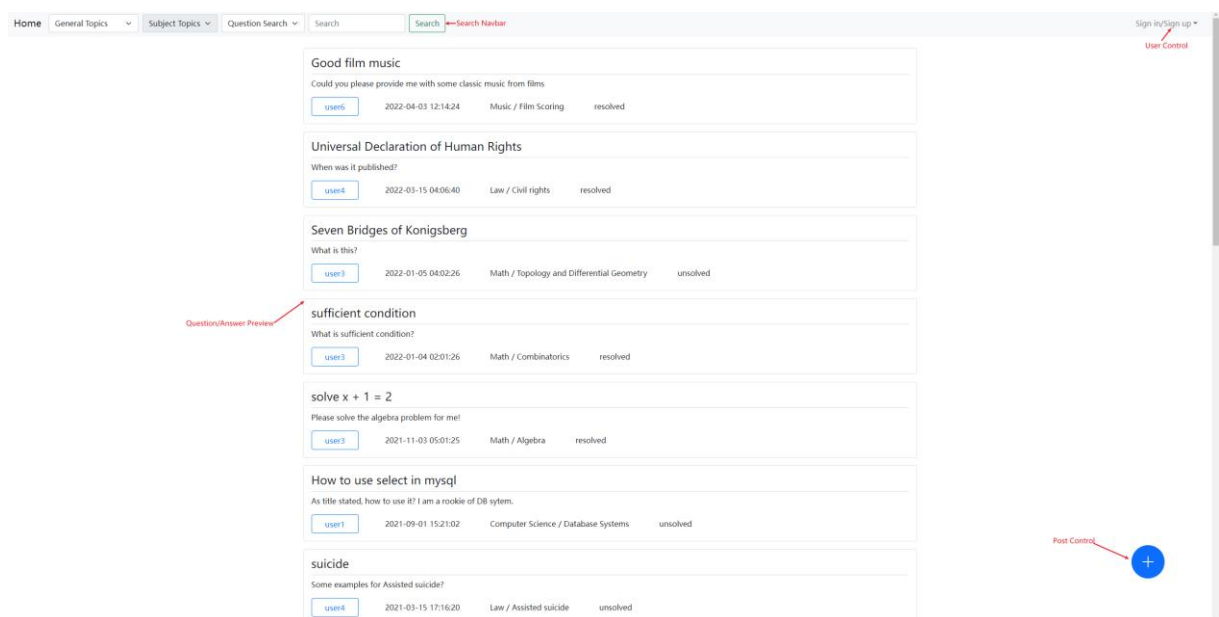 Home General Topics Subject Topics Question Search Search Search Search Navbar Sign in/Sign up
User Control
Good film music
Could you please provide me with some classic music from films
user6 2022-04-03 12:14:24 Music / Film Scoring resolved
Universal Declaration of Human Rights
When was it published?
user4 2022-03-15 04:06:40 Law / Civil rights resolved
Seven Bridges of Konigsberg
What is this?
user3 2022-01-05 04:02:26 Math / Topology and Differential Geometry unsolved
Question/Answer Preview
sufficient condition
What is sufficient condition?
user3 2022-01-04 02:01:26 Math / Combinatorics resolved
solve x + 1 = 2
Please solve the algebra problem for me!
user3 2021-11-03 05:01:25 Math / Algebra resolved
How to use select in mysql
As title stated, how to use it? I am a rookie of DB sytem.
user1 2021-09-01 15:21:02 Computer Science / Database Systems unsolved
Post Control
+
suicide
Some examples for Assisted suicide?
user4 2021-03-15 17:16:20 Law / Assisted suicide unsolved